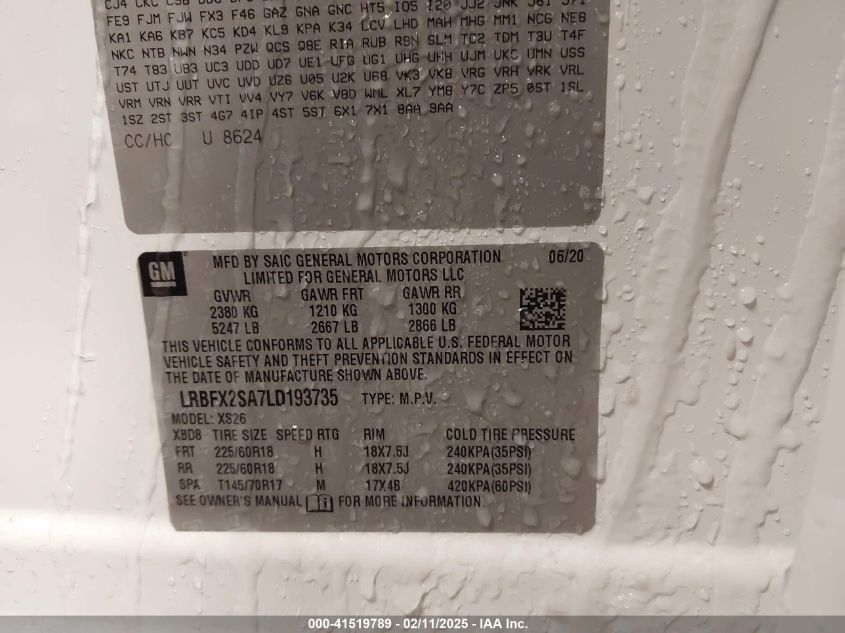 FE9 FJM FJW FX3 F46 GAZ GNA GNC HT5 IO5 I20 JJ2 JNK J61 J71
KA1 KA6 KB7 KC5 KD4 KL9 KPA K34 LCV LHD MAH MHG MM1 NCG NE8
NKC NTB NWN N34 PZW QCS Q8E RIA RUB R9N SLM TC2 TDM T3U T4F
T74 T83 UB3 UC3 UDD UD7 UE1 UFG UG1 UHG UHH UJM UKC UMN USS
UST UTJ UUT UVC UVD UZ6 U05 U2K U68 VK3 VK8 VRG VRH VRK VRL
VRM VRN VRR VTI VV4 VY7 V6K V8D WML XL7 YM8 Y7C ZP5 0ST 1SL
1SZ 2ST 3ST 4G7 4IP 4ST 5ST 6X1 7X1 8AA 9AA
CC/HC U 8624
GM
MFD BY SAIC GENERAL MOTORS CORPORATION 06/20
LIMITED FOR GENERAL MOTORS LLC
GVWR GAWR FRT GAWR RR
2380 KG 1210 KG 1300 KG
5247 LB 2667 LB 2866 LB
THIS VEHICLE CONFORMS TO ALL APPLICABLE U.S. FEDERAL MOTOR
VEHICLE SAFETY AND THEFT PREVENTION STANDARDS IN EFFECT ON
THE DATE OF MANUFACTURE SHOWN ABOVE.
LRBFX2SA7LD193735 TYPE: M.P.V.
MODEL: XS26
XBD8 TIRE SIZE SPEED RTG RIM COLD TIRE PRESSURE
FRT 225/60R18 H 18X7.5J 240KPA(35PSI)
RR 225/60R18 H 18X7.5J 240KPA(35PSI)
SPA T145/70R17 M 17X4B 420KPA(60PSI)
SEE OWNER'S MANUAL FOR MORE INFORMATION.
000-41519789 - 02/11/2025 - IAA Inc.